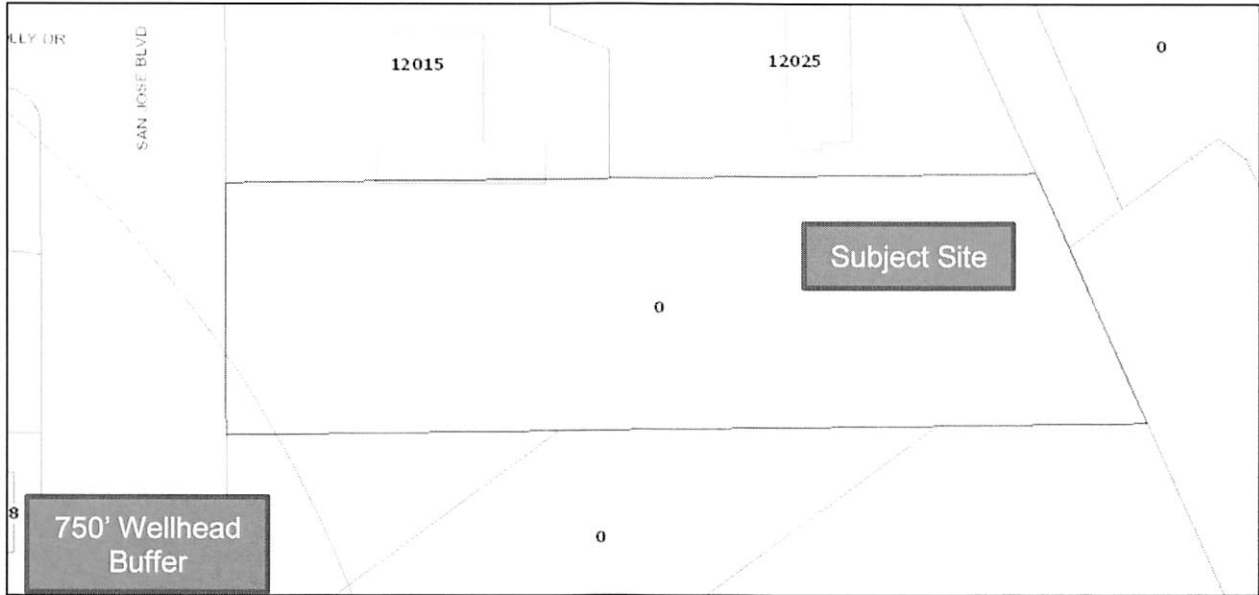 LLY DR
SAN JOSE BLVD
12015
12025
0
Subject Site
0
8
750' Wellhead
Buffer
0